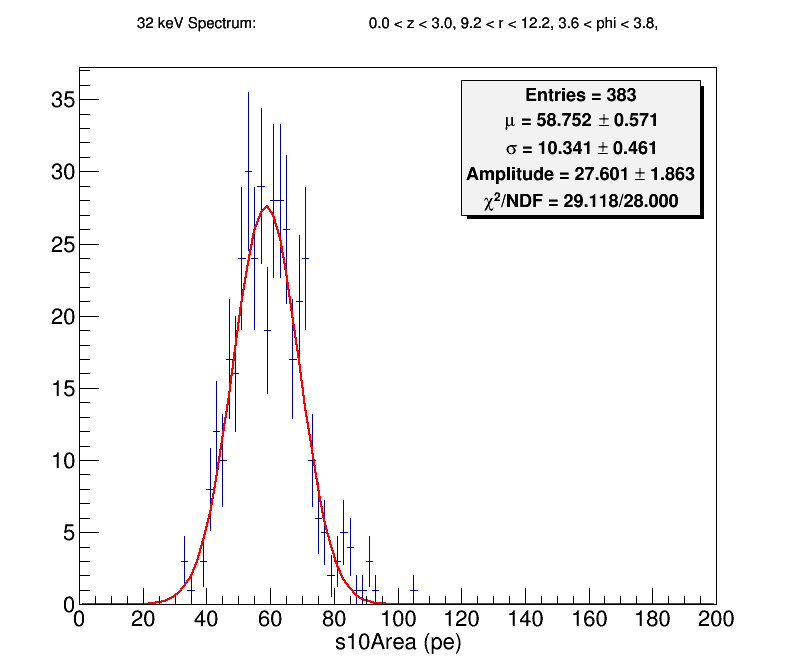 32 keV Spectrum: 0.0 < z < 3.0, 9.2 < r < 12.2, 3.6 < phi < 3.8,
Entries = 383
μ = 58.752 ± 0.571
σ = 10.341 ± 0.461
Amplitude = 27.601 ± 1.863
χ²/NDF = 29.118/28.000
35
30
25
20
15
10
5
0
0 20 40 60 80 100 120 140 160 180 200
s10Area (pe)